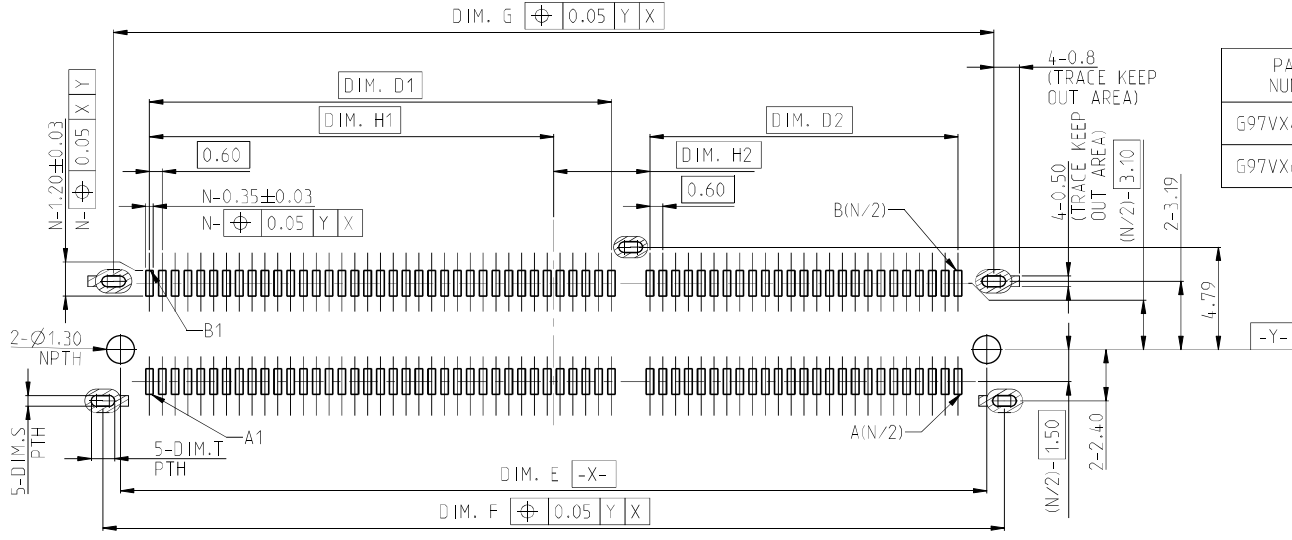 DIM. G ⌖ 0.05 Y X
4-0.8
(TRACE KEEP
OUT AREA)
DIM. D1
DIM. H1
DIM. D2
0.60
DIM. H2
0.60
N-1.20±0.03
N- ⌖ 0.05 X Y
N-0.35±0.03
N- ⌖ 0.05 Y X
B(N/2)
4-0.50
(TRACE KEEP
OUT AREA)
(N/2)-3.10
2-3.19
4.79
G97VX
G97VX
B1
2-Ø1.30
NPTH
-Y-
5-DIM.S
PTH
A1
5-DIM.T
PTH
A(N/2)
(N/2)-1.50
2-2.40
DIM. E -X-
DIM. F ⌖ 0.05 Y X